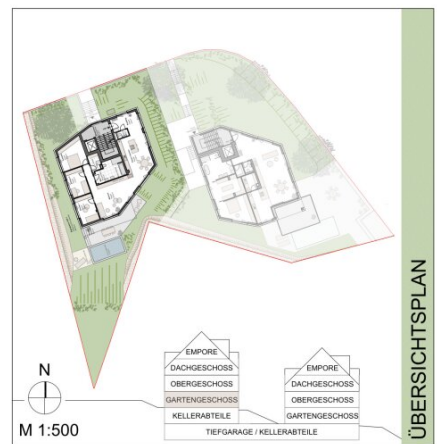 EMPORE
DACHGESCHOSS
OBERGESCHOSS
GARTENGESCHOSS
KELLERABTEILE
EMPORE
DACHGESCHOSS
OBERGESCHOSS
GARTENGESCHOSS
TIEFGARAGE / KELLERABTEILE
N
M 1:500
ÜBERSICHTSPLAN